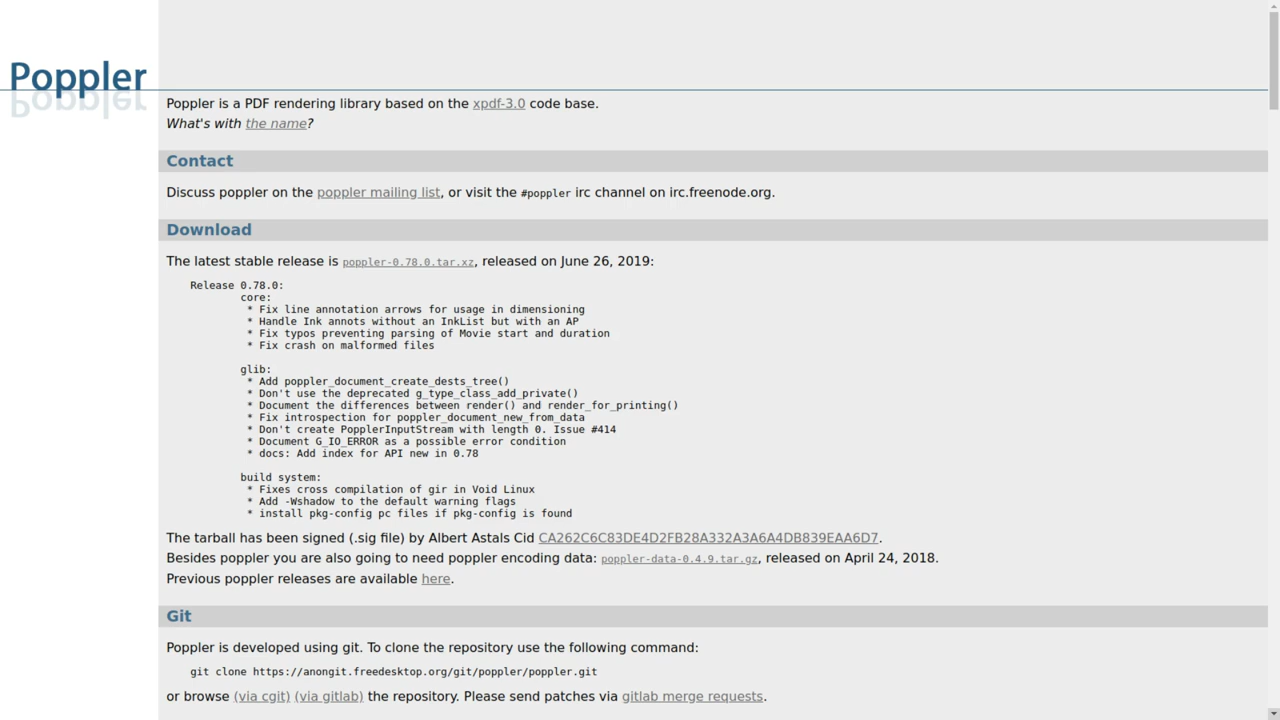 Poppler
Poppler is a PDF rendering library based on the xpdf-3.0 code base.
What's with the name?
Contact
Discuss poppler on the poppler mailing list, or visit the #poppler irc channel on irc.freenode.org.
Download
The latest stable release is poppler-0.78.0.tar.xz, released on June 26, 2019:
Release 0.78.0:
core:
* Fix line annotation arrows for usage in dimensioning
* Handle Ink annots without an InkList but with an AP
* Fix typos preventing parsing of Movie start and duration
* Fix crash on malformed files
glib:
* Add poppler_document_create_dests_tree()
* Don't use the deprecated g_type_class_add_private()
* Document the differences between render() and render_for_printing()
* Fix introspection for poppler_document_new_from_data
* Don't create PopplerInputStream with length 0. Issue #414
* Document G_IO_ERROR as a possible error condition
* docs: Add index for API new in 0.78
build system:
* Fixes cross compilation of gir in Void Linux
* Add -Wshadow to the default warning flags
* install pkg-config pc files if pkg-config is found
The tarball has been signed (.sig file) by Albert Astals Cid CA262C6C83DE4D2FB28A332A3A6A4DB839EAA6D7.
Besides poppler you are also going to need poppler encoding data: poppler-data-0.4.9.tar.gz, released on April 24, 2018.
Previous poppler releases are available here.
Git
Poppler is developed using git. To clone the repository use the following command:
git clone https://anongit.freedesktop.org/git/poppler/poppler.git
or browse (via cgit) (via gitlab) the repository. Please send patches via gitlab merge requests.